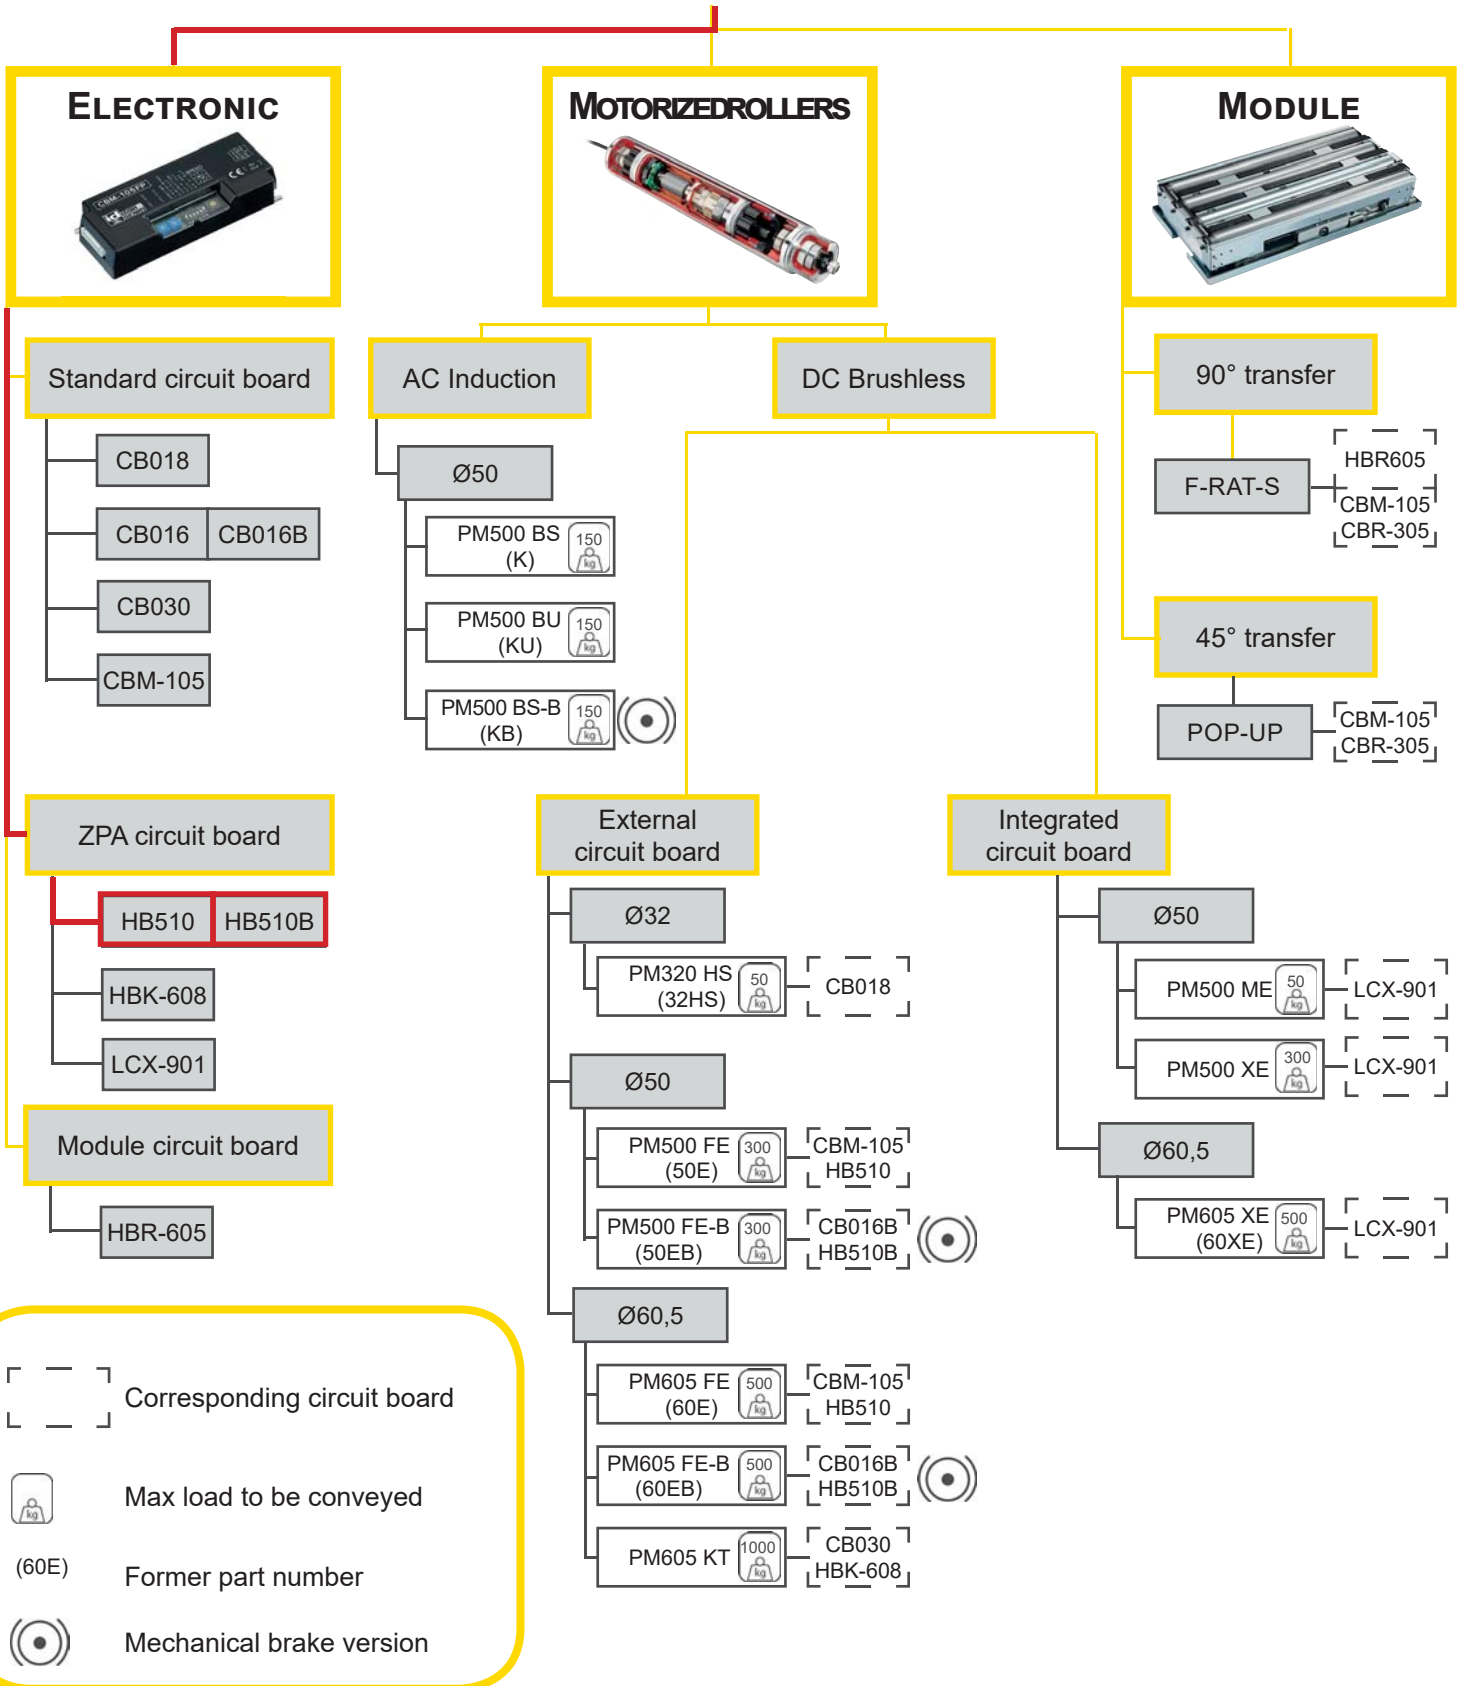 ELECTRONIC
CBM-105FP
MOTORIZEDROLLERS
MODULE
Standard circuit board
CB018
CB016
CB016B
CB030
CBM-105
ZPA circuit board
HB510
HB510B
HBK-608
LCX-901
Module circuit board
HBR-605
AC Induction
Ø50
PM500 BS
(K)
150
kg
PM500 BU
(KU)
150
kg
PM500 BS-B
(KB)
150
kg
DC Brushless
External
circuit board
Ø32
PM320 HS
(32HS)
50
kg
CB018
Ø50
PM500 FE
(50E)
300
kg
CBM-105
HB510
PM500 FE-B
(50EB)
300
kg
CB016B
HB510B
Ø60,5
PM605 FE
(60E)
500
kg
CBM-105
HB510
PM605 FE-B
(60EB)
500
kg
CB016B
HB510B
PM605 KT
1000
kg
CB030
HBK-608
Integrated
circuit board
Ø50
PM500 ME
50
kg
LCX-901
PM500 XE
300
kg
LCX-901
Ø60,5
PM605 XE
(60XE)
500
kg
LCX-901
90° transfer
F-RAT-S
HBR605
CBM-105
CBR-305
45° transfer
POP-UP
CBM-105
CBR-305
Corresponding circuit board
kg
Max load to be conveyed
(60E)
Former part number
Mechanical brake version